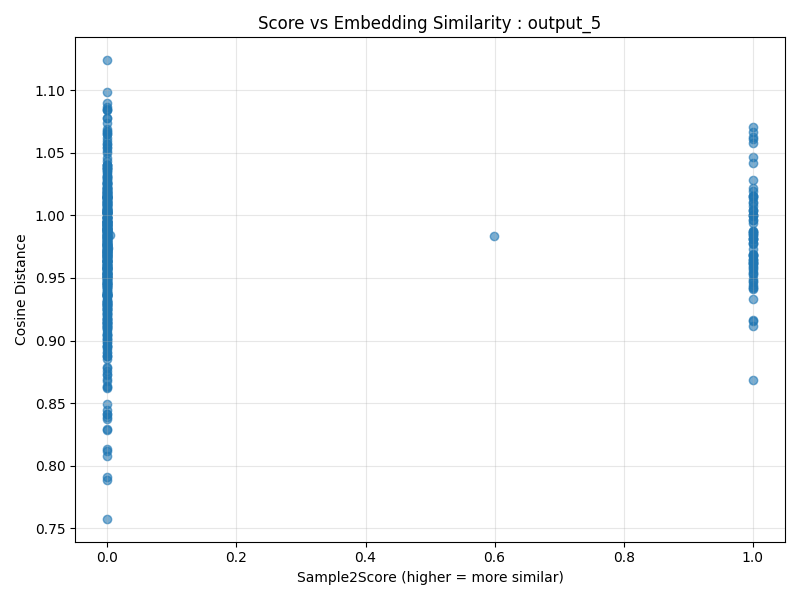 Score vs Embedding Similarity : output_5
Cosine Distance
1.10
1.05
1.00
0.95
0.90
0.85
0.80
0.75
0.0 0.2 0.4 0.6 0.8 1.0
Sample2Score (higher = more similar)